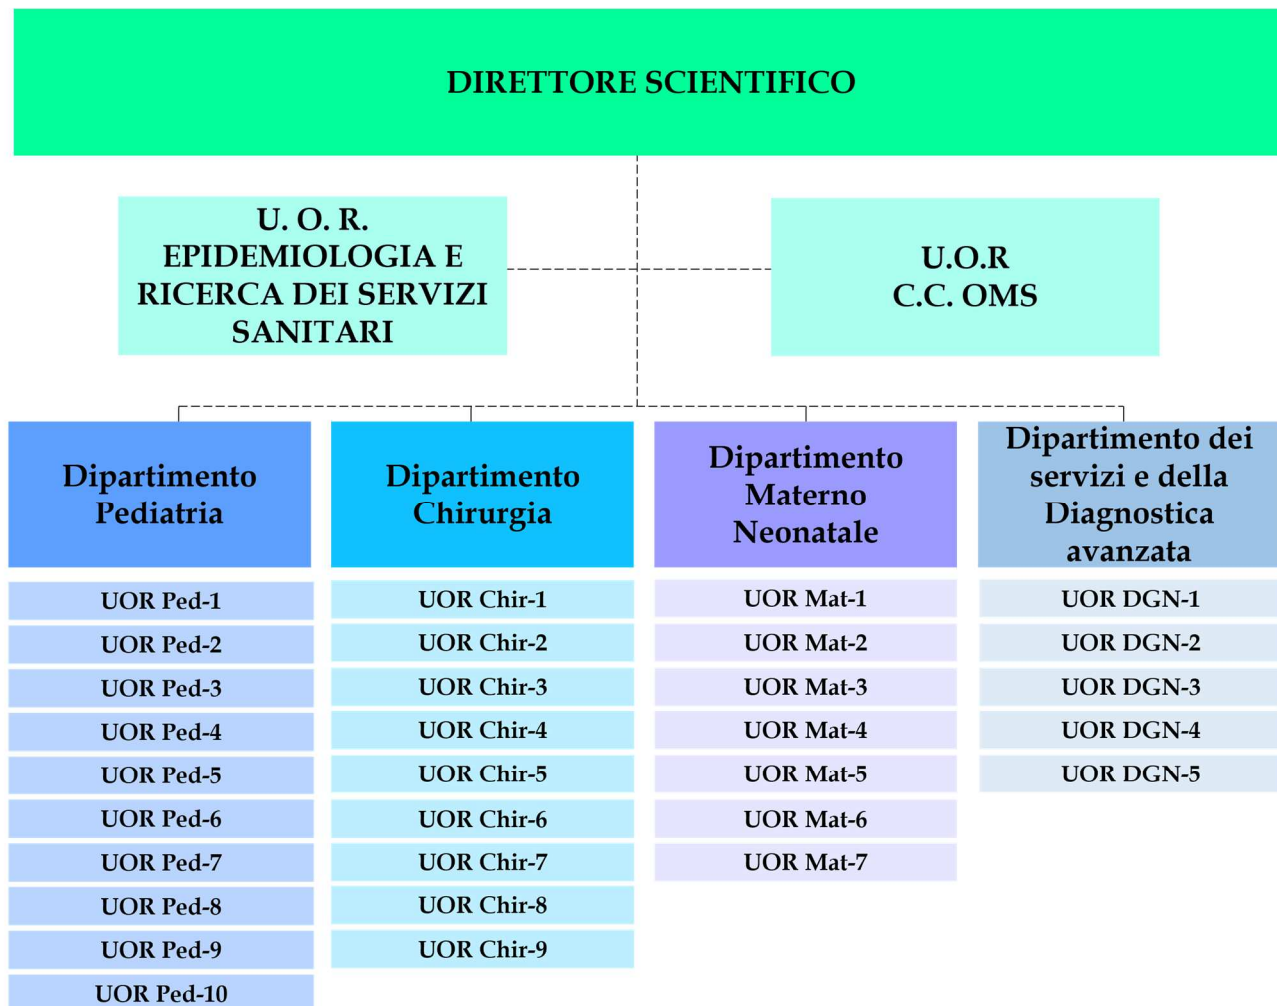 DIRETTORE SCIENTIFICO
U. O. R.
EPIDEMIOLOGIA E
RICERCA DEI SERVIZI
SANITARI
U.O.R
C.C. OMS
Dipartimento
Pediatria
UOR Ped-1
UOR Ped-2
UOR Ped-3
UOR Ped-4
UOR Ped-5
UOR Ped-6
UOR Ped-7
UOR Ped-8
UOR Ped-9
UOR Ped-10
Dipartimento
Chirurgia
UOR Chir-1
UOR Chir-2
UOR Chir-3
UOR Chir-4
UOR Chir-5
UOR Chir-6
UOR Chir-7
UOR Chir-8
UOR Chir-9
Dipartimento
Materno
Neonatale
UOR Mat-1
UOR Mat-2
UOR Mat-3
UOR Mat-4
UOR Mat-5
UOR Mat-6
UOR Mat-7
Dipartimento dei
servizi e della
Diagnostica
avanzata
UOR DGN-1
UOR DGN-2
UOR DGN-3
UOR DGN-4
UOR DGN-5